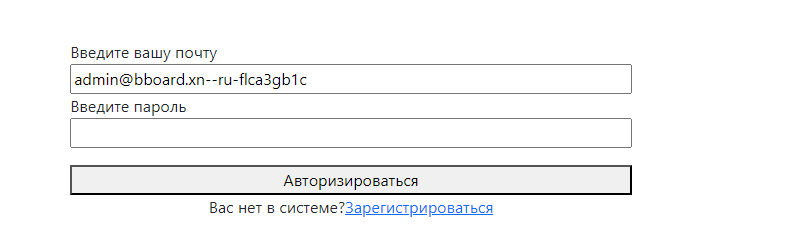 Введите вашу почту
admin@bboard.xn--ru-flca3gb1c
Введите пароль
Авторизироваться
Вас нет в системе?Зарегистрироваться